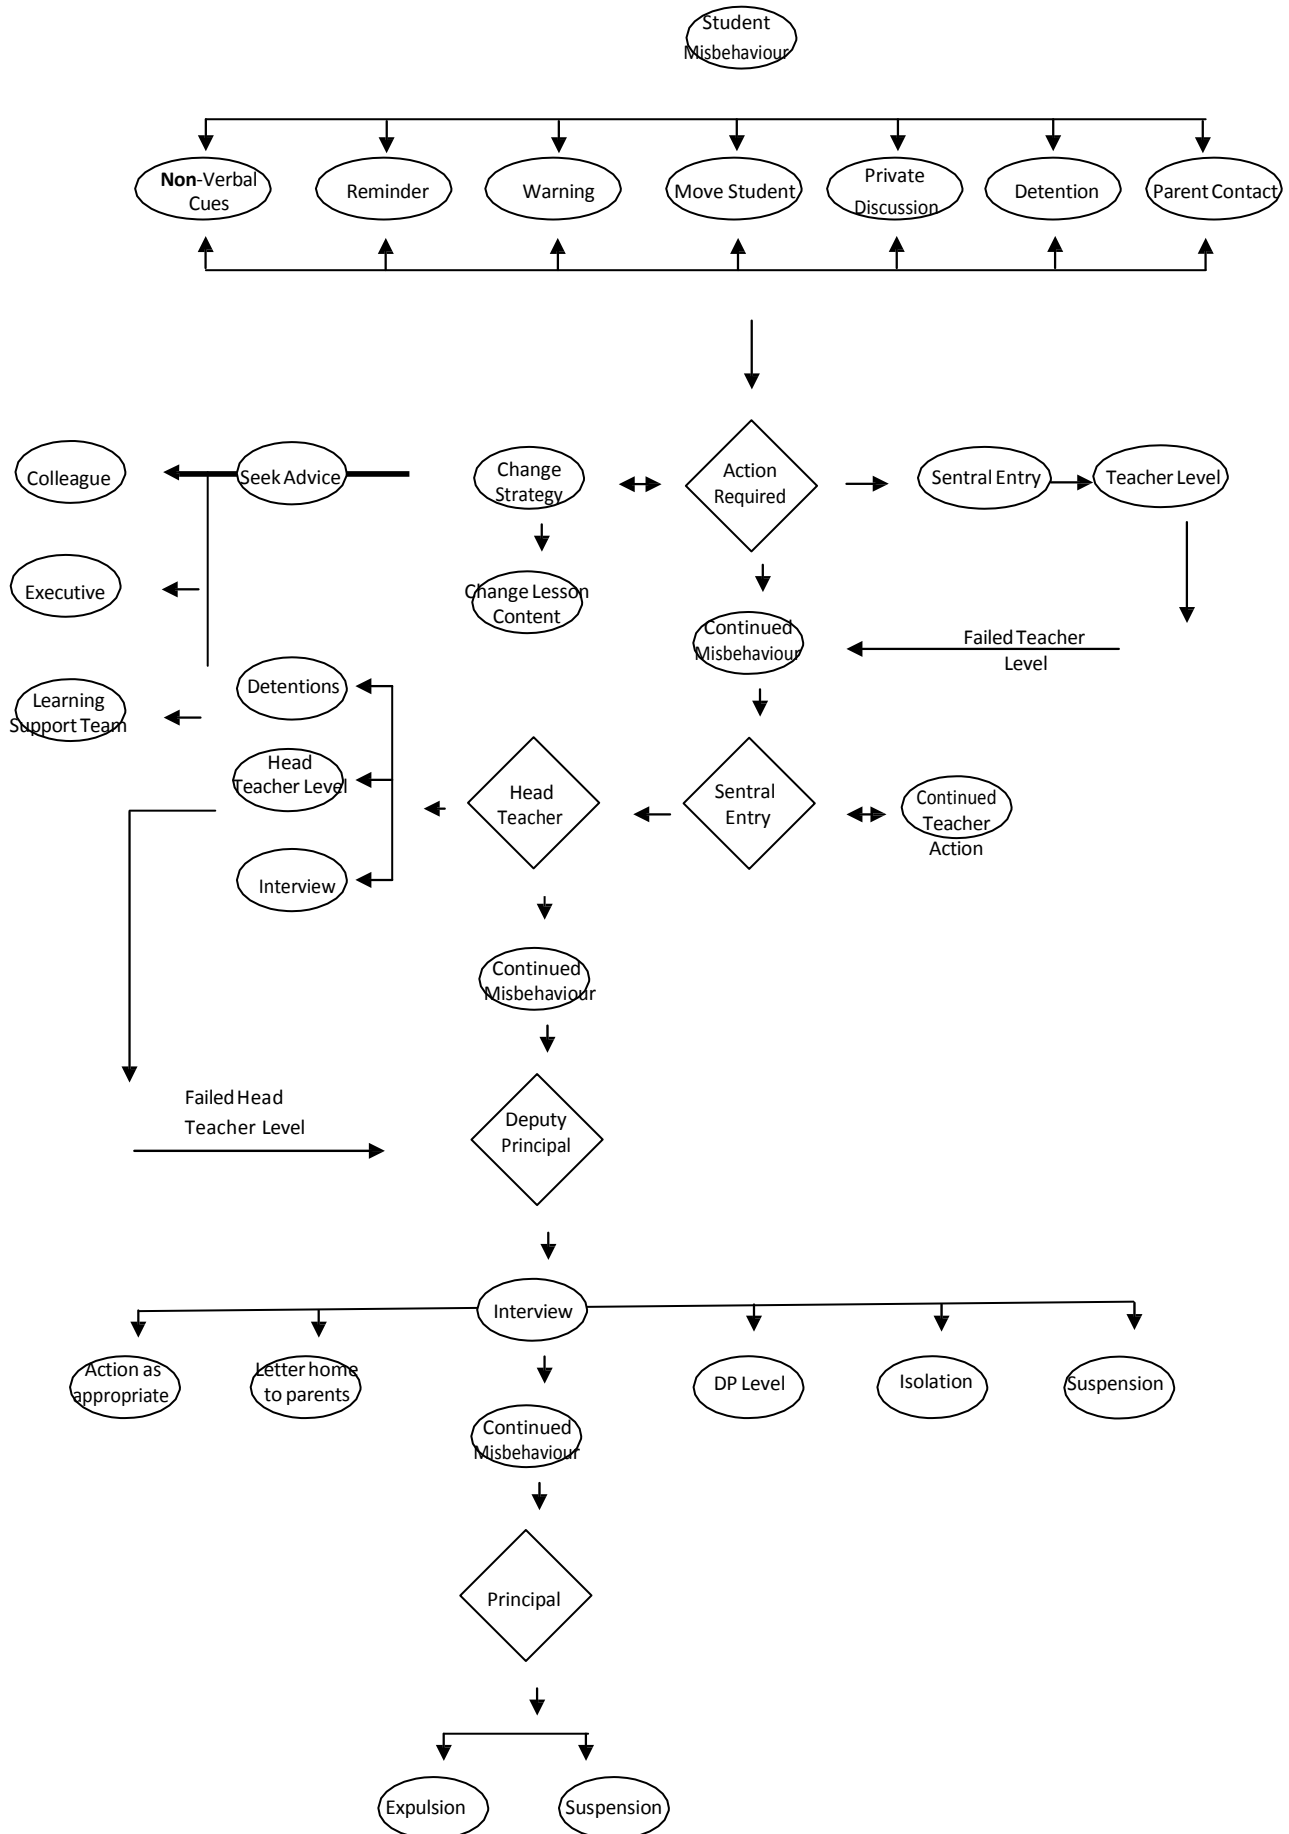 Student
Misbehaviour
Non-Verbal
Cues
Reminder
Warning
Move Student
Private
Discussion
Detention
Parent Contact
Colleague
Seek Advice
Change
Strategy
Action
Required
Sentral Entry
Teacher Level
Executive
Change Lesson
Content
Continued
Misbehaviour
Failed Teacher
Level
Learning
Support Team
Detentions
Head
Teacher Level
Interview
Head
Teacher
Sentral
Entry
Continued
Teacher
Action
Continued
Misbehaviour
Failed Head
Teacher Level
Deputy
Principal
Interview
Action as
appropriate
Letter home
to parents
DP Level
Isolation
Suspension
Continued
Misbehaviour
Principal
Expulsion
Suspension